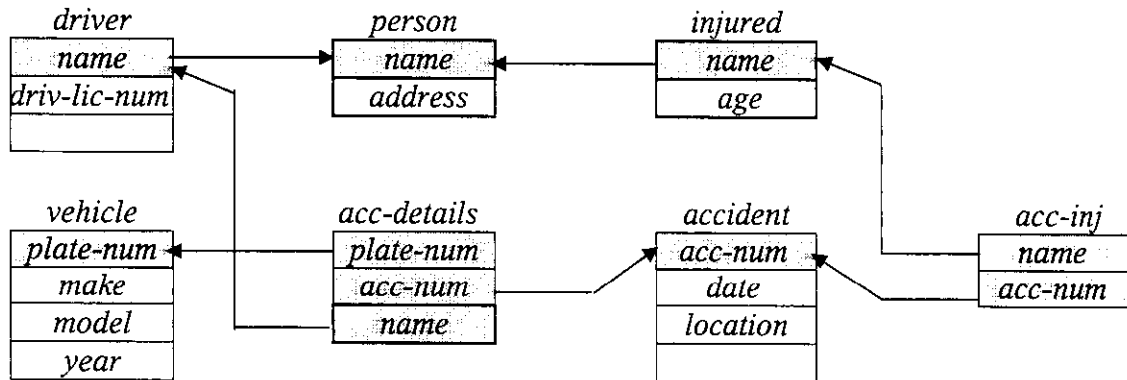 driver
name
driv-lic-num
person
name
address
injured
name
age
vehicle
plate-num
make
model
year
acc-details
plate-num
acc-num
name
accident
acc-num
date
location
acc-inj
name
acc-num